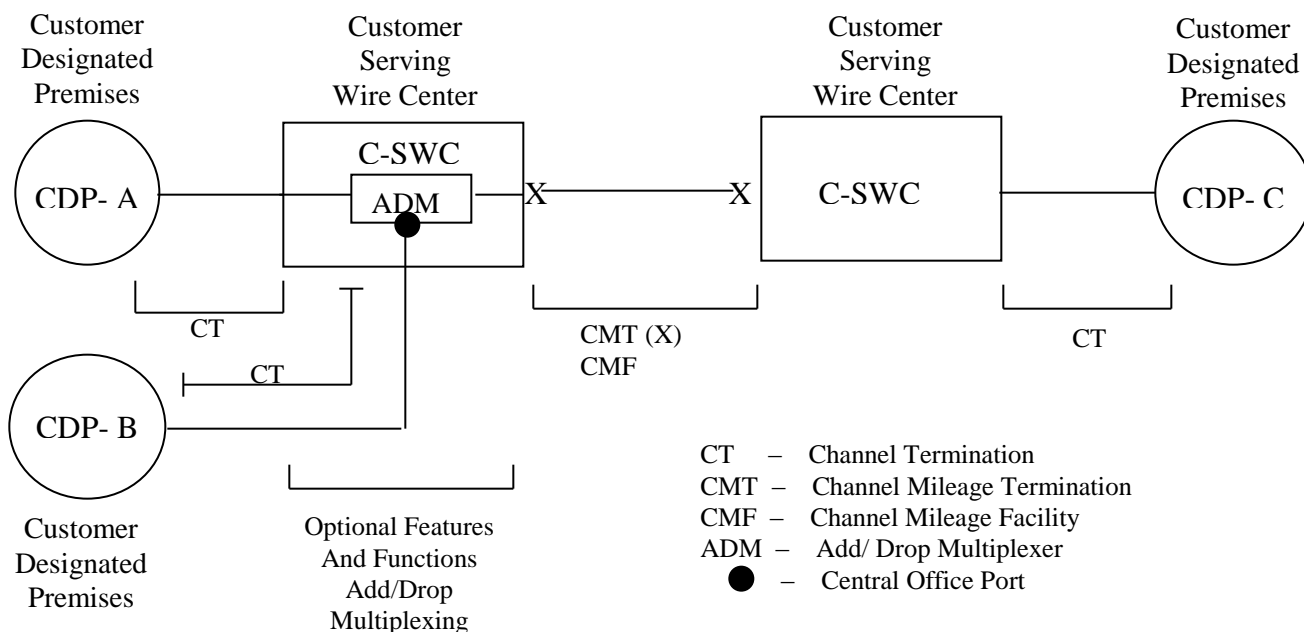 Customer
Designated
Premises
Customer
Serving
Wire Center
Customer
Serving
Wire Center
Customer
Designated
Premises
C-SWC
CDP- A
ADM
X
X
C-SWC
CDP- C
CT
CMT (X)
CMF
CT
CT
CDP- B
CT – Channel Termination
CMT – Channel Mileage Termination
CMF – Channel Mileage Facility
ADM – Add/ Drop Multiplexer
– Central Office Port
Customer
Designated
Premises
Optional Features
And Functions
Add/Drop
Multiplexing